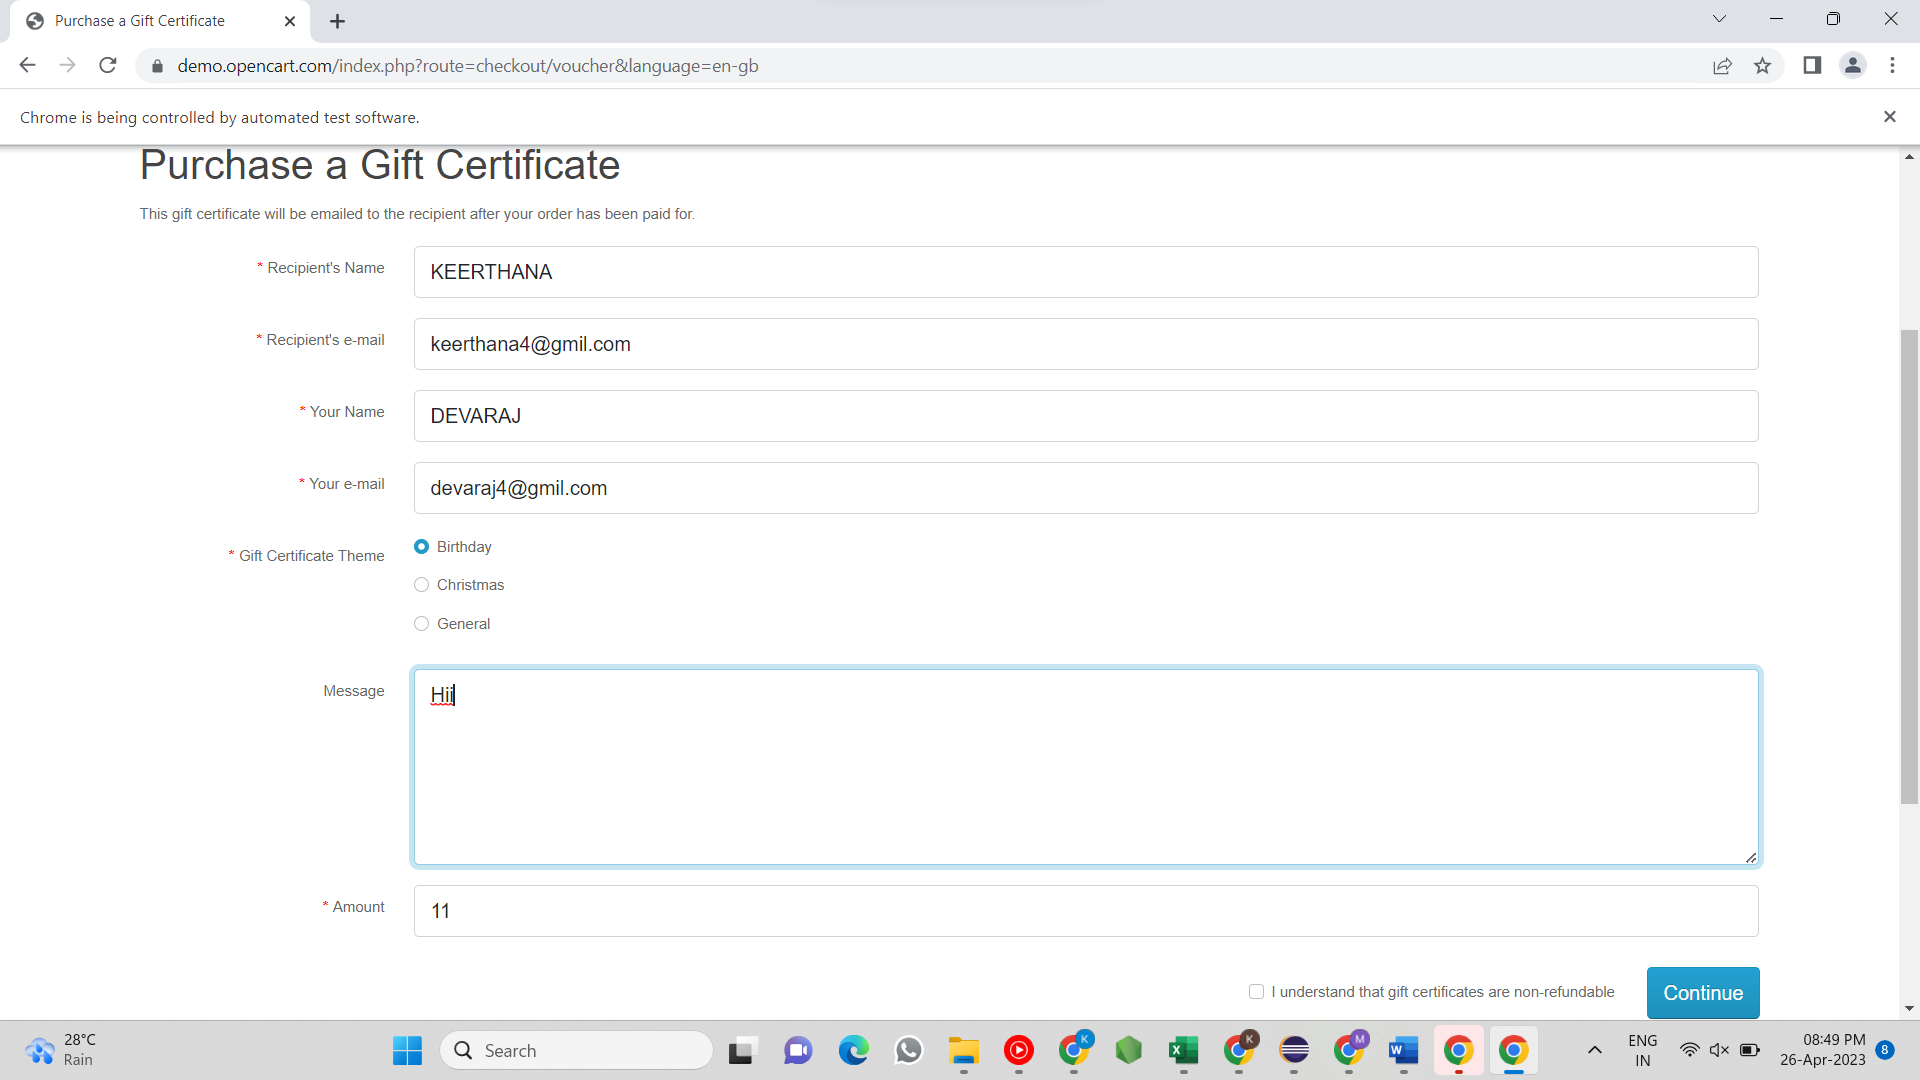 Purchase a Gift Certificate
demo.opencart.com/index.php?route=checkout/voucher&language=en-gb
Chrome is being controlled by automated test software.
Purchase a Gift Certificate
This gift certificate will be emailed to the recipient after your order has been paid for.
* Recipient's Name KEERTHANA
* Recipient's e-mail keerthana4@gmil.com
* Your Name DEVARAJ
* Your e-mail devaraj4@gmil.com
* Gift Certificate Theme Birthday
Christmas
General
Message Hii
* Amount 11
I understand that gift certificates are non-refundable Continue
28°C
Rain
Search
K
X
K
M
W
ENG
IN
08:49 PM
26-Apr-2023
8